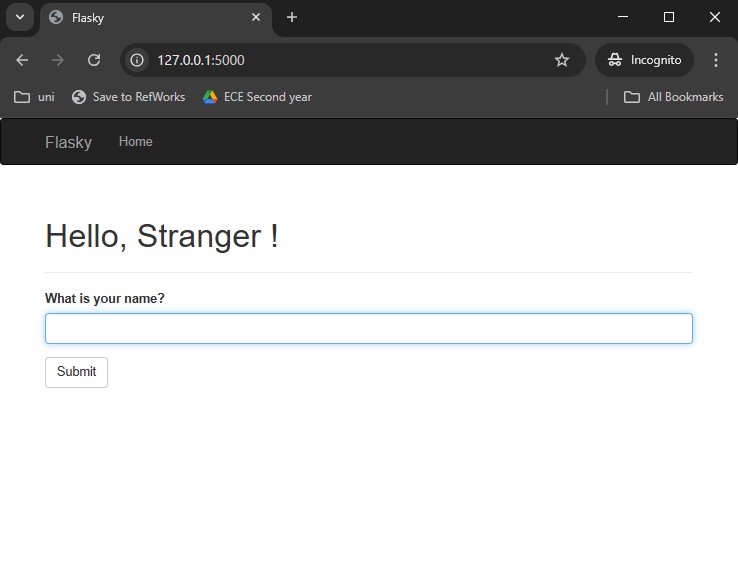 Flasky
127.0.0.1:5000
Incognito
uni
Save to RefWorks
ECE Second year
All Bookmarks
Flasky
Home
Hello, Stranger !
What is your name?
Submit